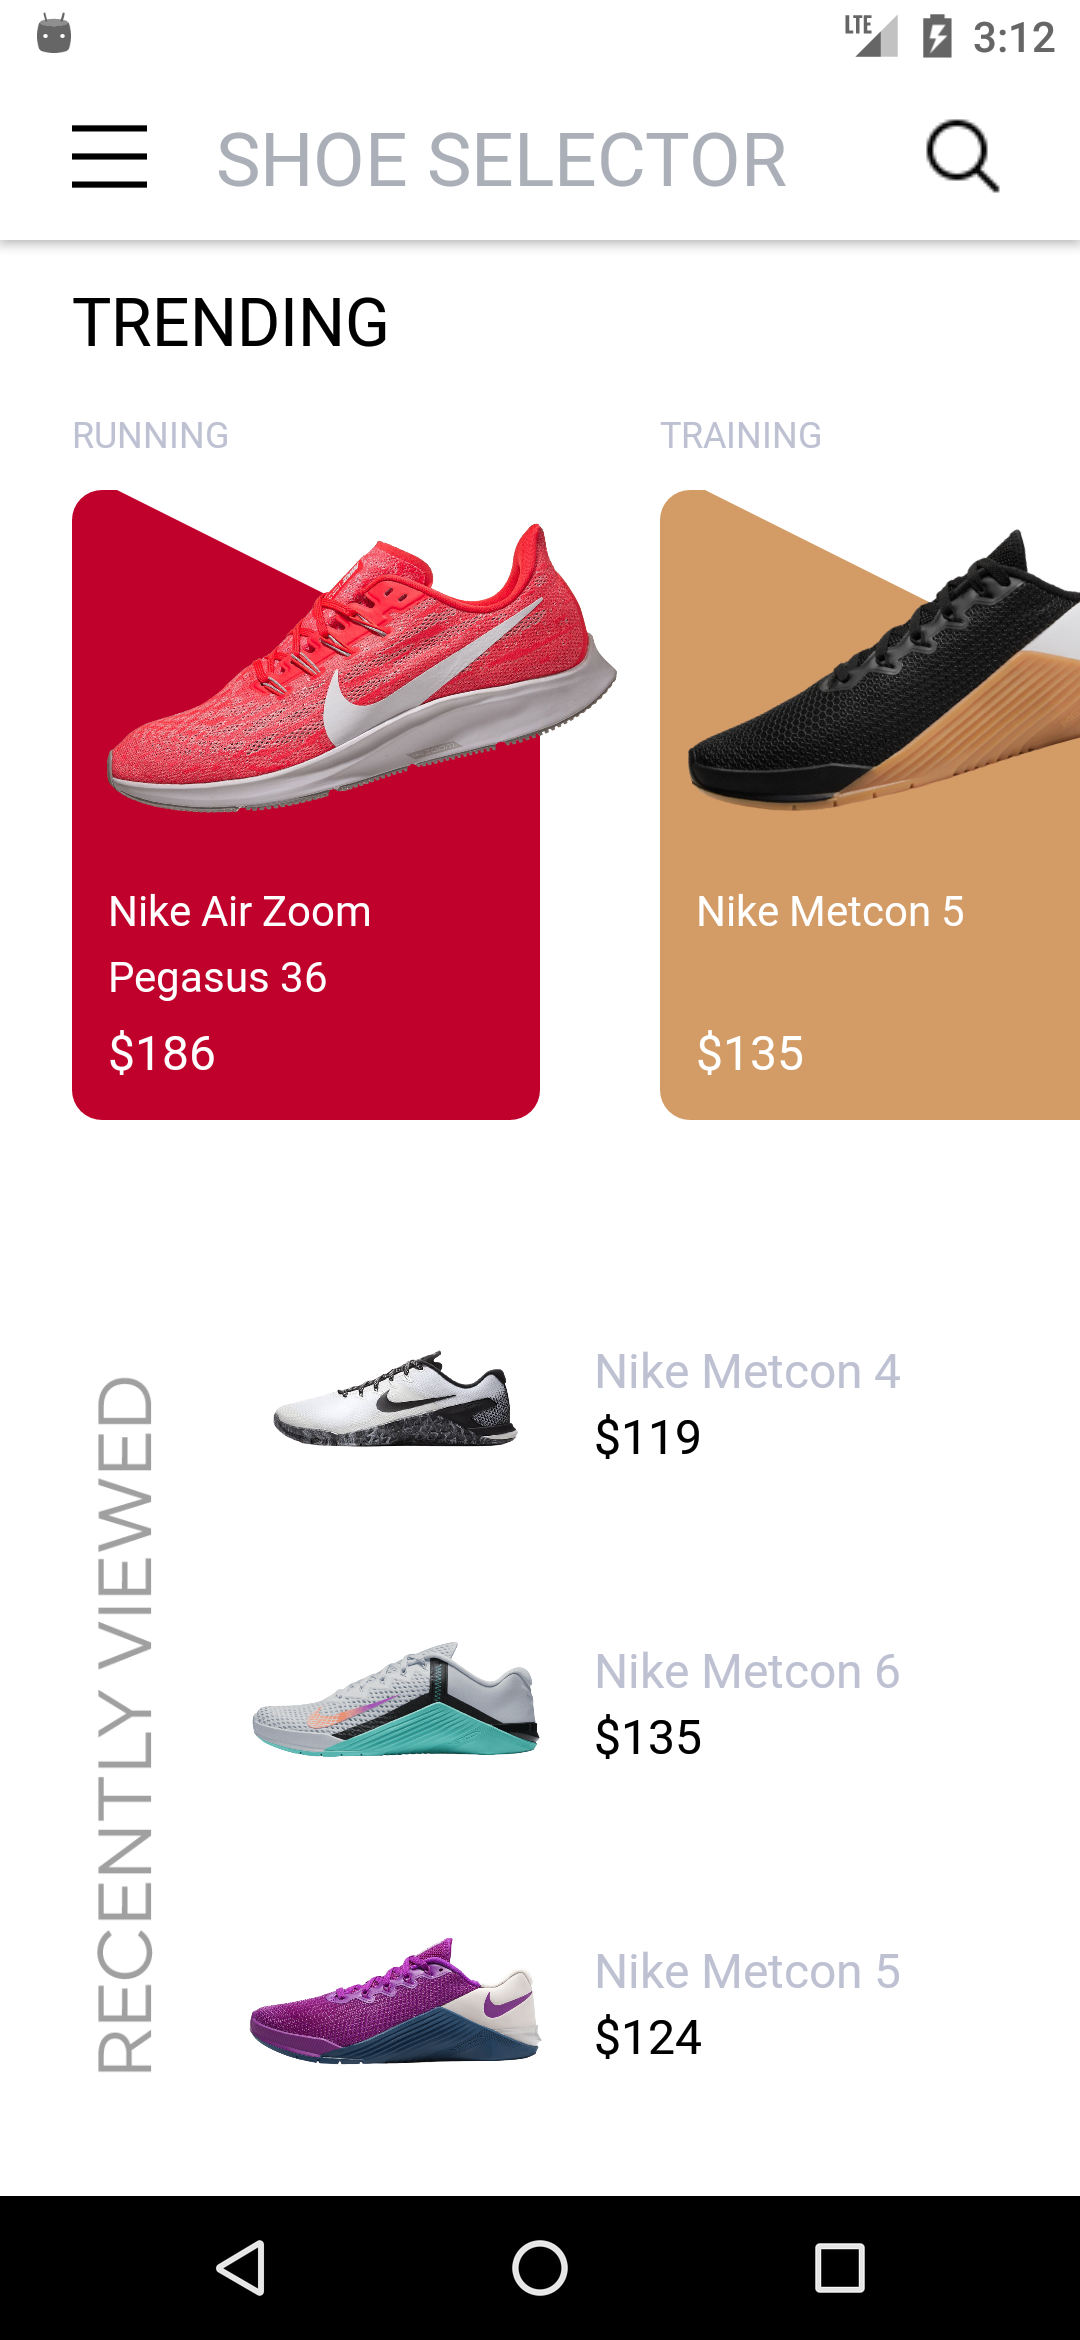 LTE 3:12
SHOE SELECTOR
TRENDING
RUNNING
TRAINING
Nike Air Zoom
Pegasus 36
$186
Nike Metcon 5
$135
RECENTLY VIEWED
Nike Metcon 4
$119
Nike Metcon 6
$135
Nike Metcon 5
$124